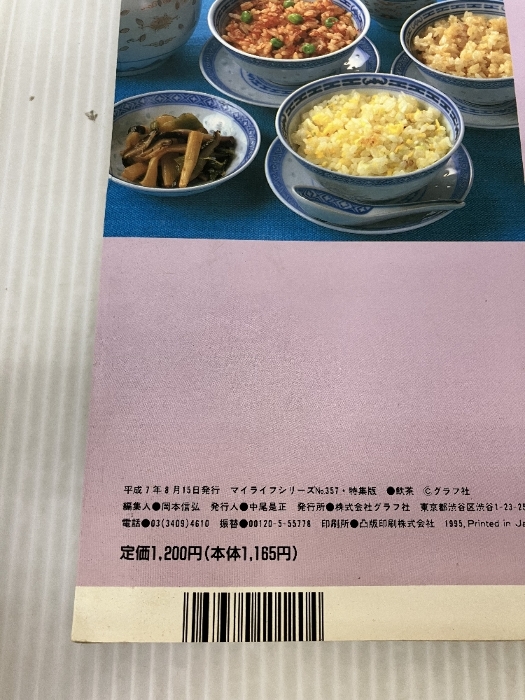 平成7年8月15日発行 マイライフシリーズNo.357・特集版 ●飲茶 Ⓒグラフ社
編集人●岡本信弘 発行人●中尾是正 発行所●株式会社グラフ社 東京都渋谷区渋谷1-23-25
電話●03(3409)4610 振替●00120-5-55778 印刷所●凸版印刷株式会社 1995, Printed in Ja
定価1,200円(本体1,165円)